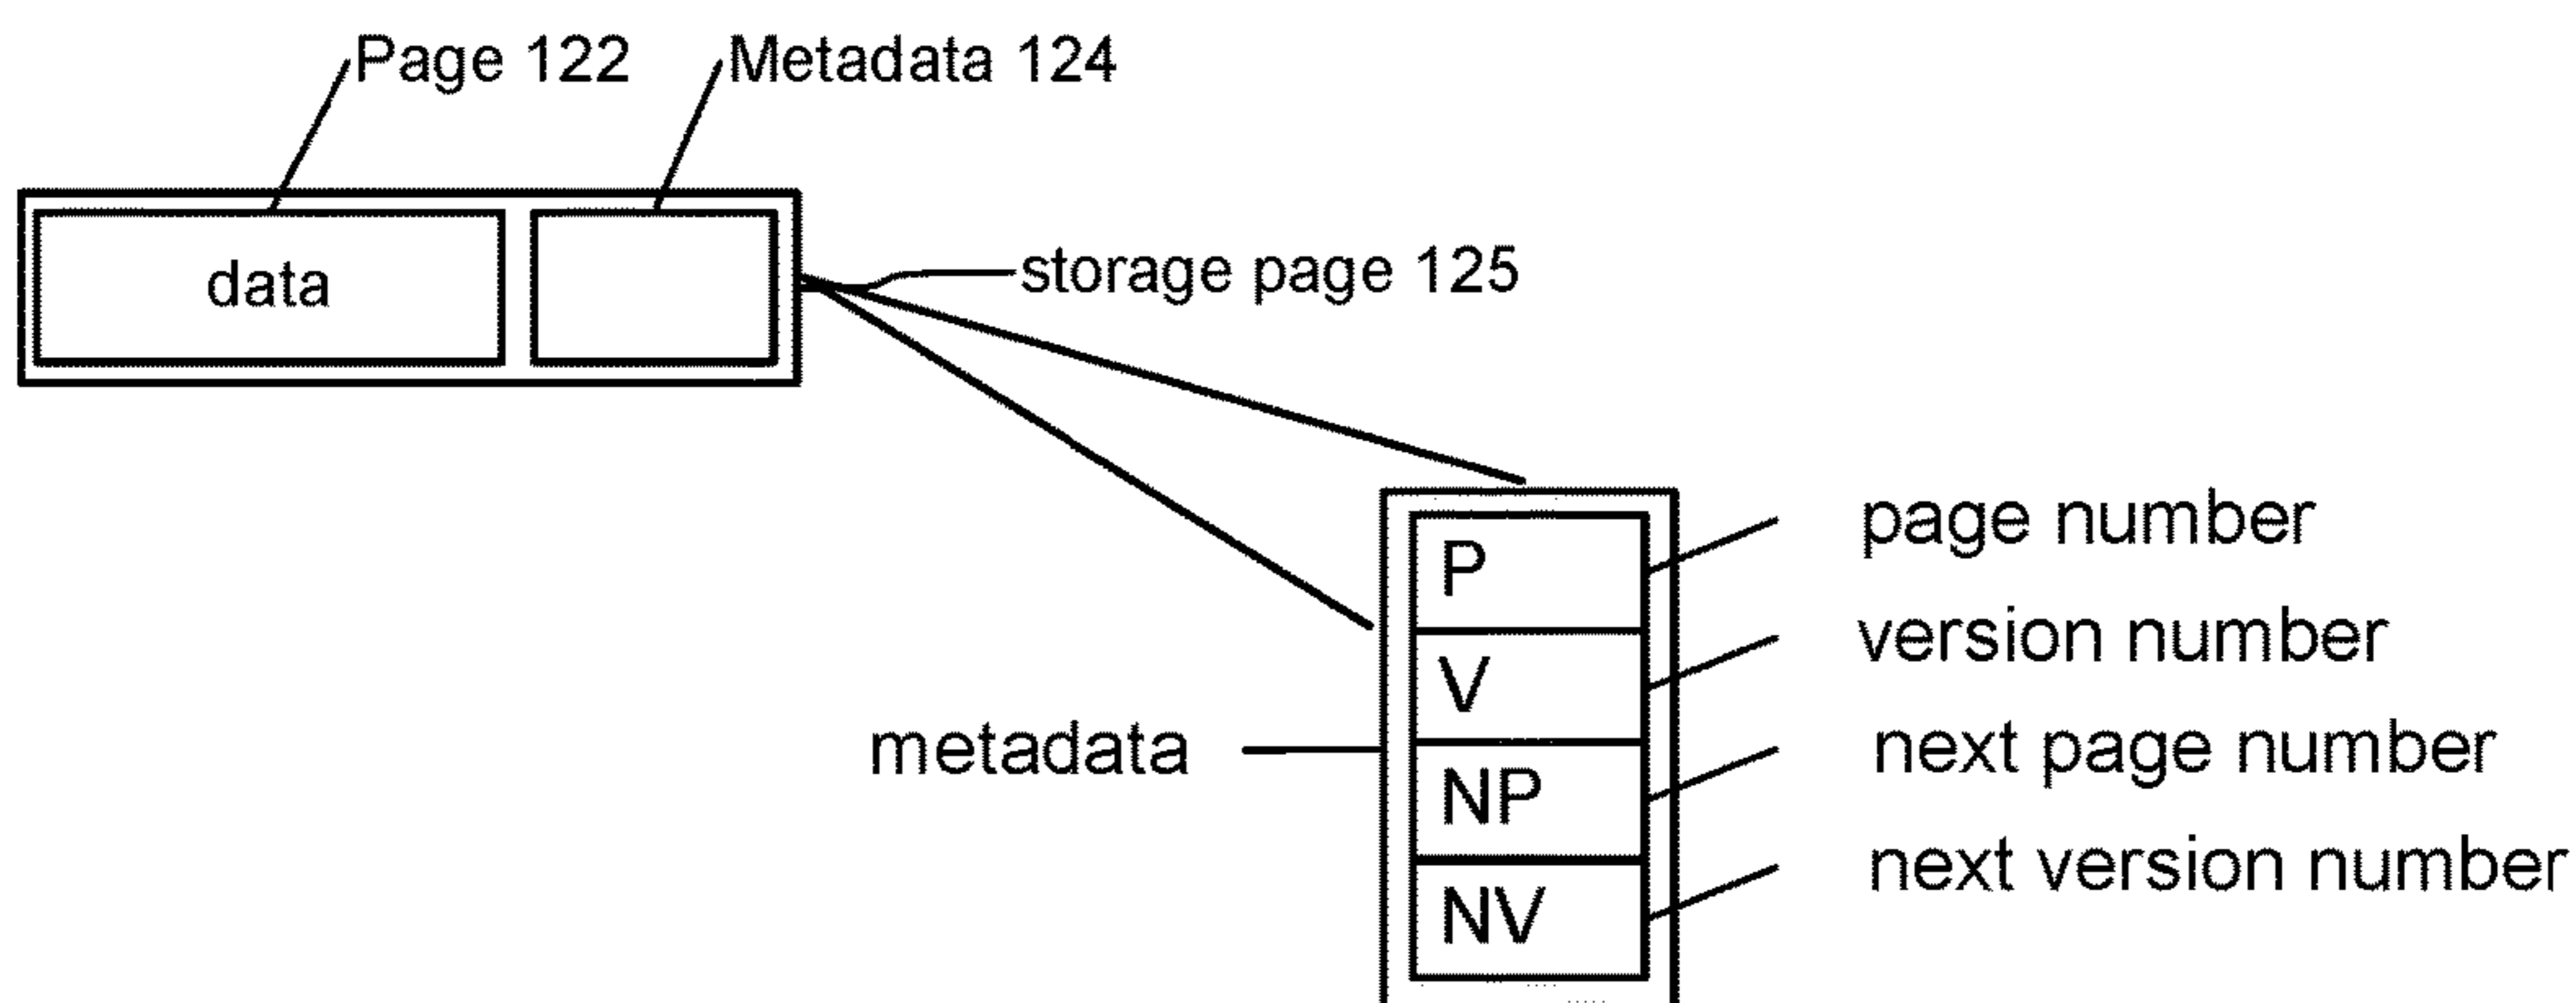 Page 122
Metadata 124
data
storage page 125
P
page number
V
version number
metadata
NP
next page number
NV
next version number